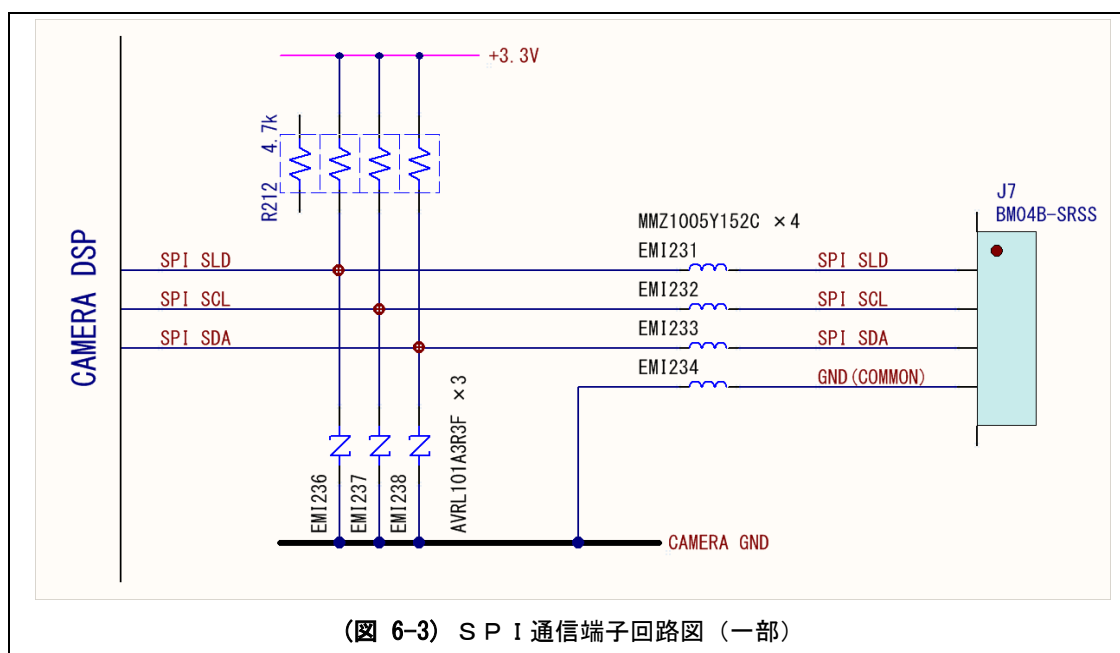 +3.3V
R212 4.7k
J7
BM04B-SRSS
MMZ1005Y152C ×4
CAMERA DSP
SPI SLD
EMI231
SPI SLD
SPI SCL
EMI232
SPI SCL
SPI SDA
EMI233
SPI SDA
EMI234
GND(COMMON)
EMI236
EMI237
EMI238
AVRL101A3R3F ×3
CAMERA GND
(図 6-3) SPI通信端子回路図(一部)